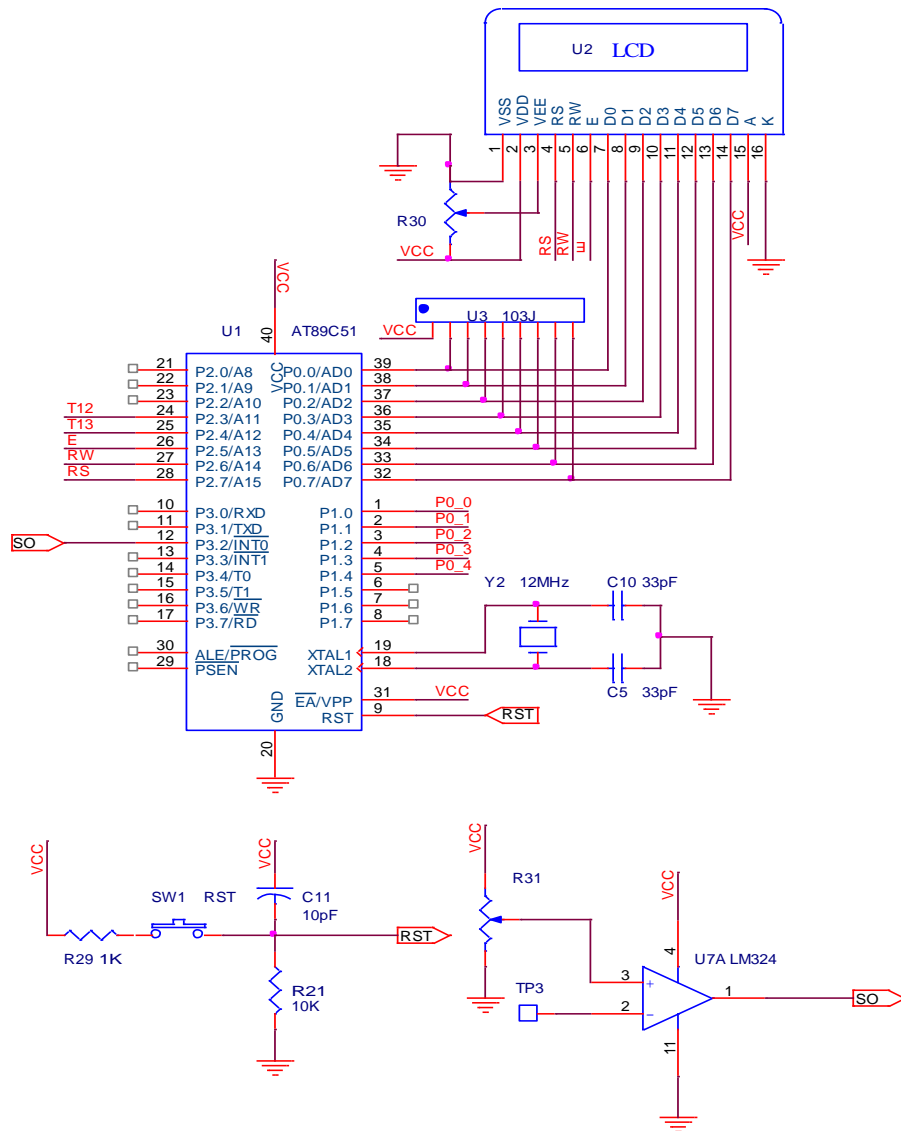 U2 LCD
VSS VDD VEE RS RW E D0 D1 D2 D3 D4 D5 D6 D7 A K
1 2 3 4 5 6 7 8 9 10 11 12 13 14 15 16
R30
VCC
RS RW E
VCC
VCC
U3 103J
VCC
U1 AT89C51
40
VCC
21 P2.0/A8 P0.0/AD0 39
22 P2.1/A9 P0.1/AD1 38
23 P2.2/A10 P0.2/AD2 37
T12 24 P2.3/A11 P0.3/AD3 36
T13 25 P2.4/A12 P0.4/AD4 35
E 26 P2.5/A13 P0.5/AD5 34
RW 27 P2.6/A14 P0.6/AD6 33
RS 28 P2.7/A15 P0.7/AD7 32
10 P3.0/RXD P1.0 1 P0_0
11 P3.1/TXD P1.1 2 P0_1
SO 12 P3.2/INT0 P1.2 3 P0_2
13 P3.3/INT1 P1.3 4 P0_3
14 P3.4/T0 P1.4 5 P0_4
15 P3.5/T1 P1.5 6
16 P3.6/WR P1.6 7
17 P3.7/RD P1.7 8
Y2 12MHz C10 33pF
30 ALE/PROG XTAL1 19
29 PSEN XTAL2 18
C5 33pF
EA/VPP 31 VCC
RST 9 RST
GND
20
VCC
VCC
SW1 RST
C11
10pF
RST
R29 1K
R21
10K
VCC
R31
VCC
4
U7A LM324
TP3
3 +
2 −
1
SO
11